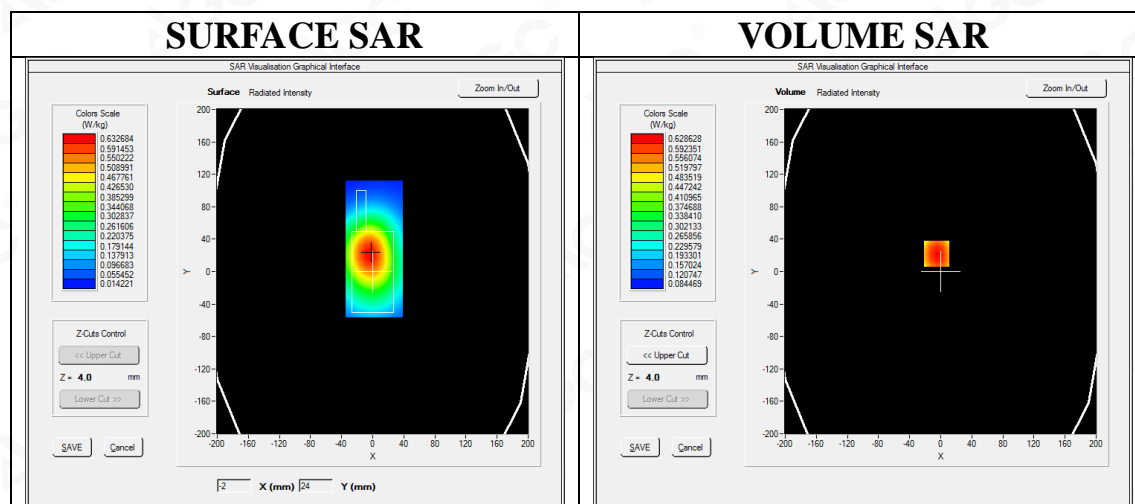 SURFACE SAR
SAR Visualisation Graphical Interface
Surface Radiated Intensity
Zoom In/Out
Colors Scale
(W/kg)
0.632684
0.591453
0.550222
0.508991
0.467761
0.426530
0.385299
0.344068
0.302837
0.261606
0.220375
0.179144
0.137913
0.096683
0.055452
0.014221
200
160
120
80
40
0
-40
-80
-120
-160
-200
Y
-200 -160 -120 -80 -40 0 40 80 120 160 200
X
Z-Cuts Control
<< Upper Cut
Z = 4.0 mm
Lower Cut >>
SAVE Cancel
-2 X (mm) 24 Y (mm)
VOLUME SAR
SAR Visualisation Graphical Interface
Volume Radiated Intensity
Zoom In/Out
Colors Scale
(W/kg)
0.628628
0.592351
0.556074
0.519797
0.483519
0.447242
0.410965
0.374688
0.338410
0.302133
0.265856
0.229579
0.193301
0.157024
0.120747
0.084469
200
160
120
80
40
0
-40
-80
-120
-160
-200
Y
-200 -160 -120 -80 -40 0 40 80 120 160 200
X
Z-Cuts Control
<< Upper Cut
Z = 4.0 mm
Lower Cut >>
SAVE Cancel